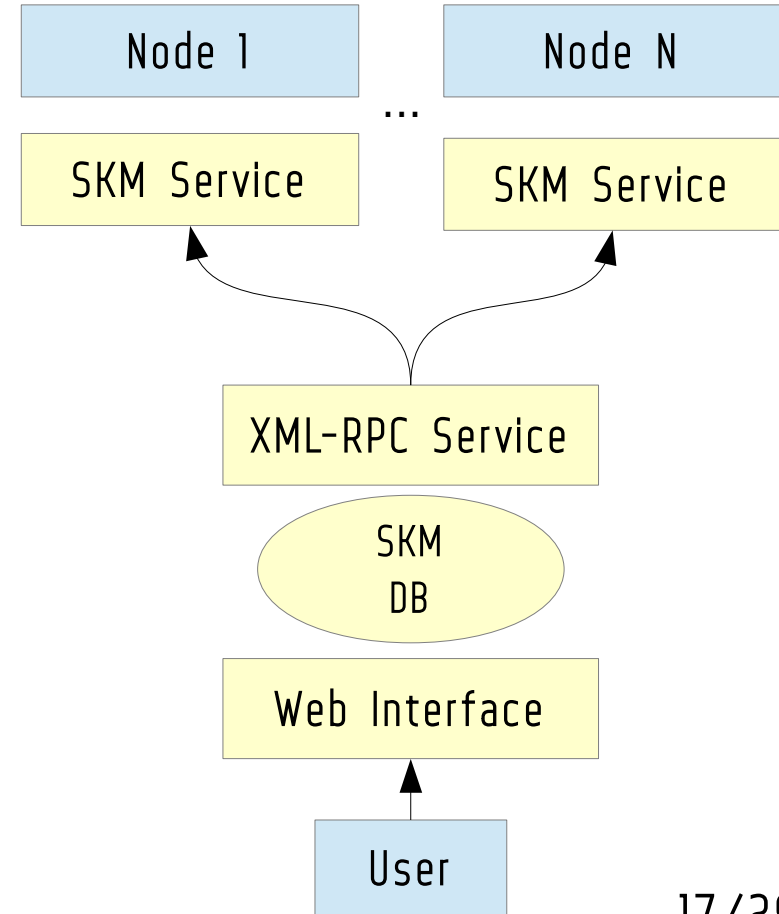 Node 1
Node N
...
SKM Service
SKM Service
XML-RPC Service
SKM
DB
Web Interface
User